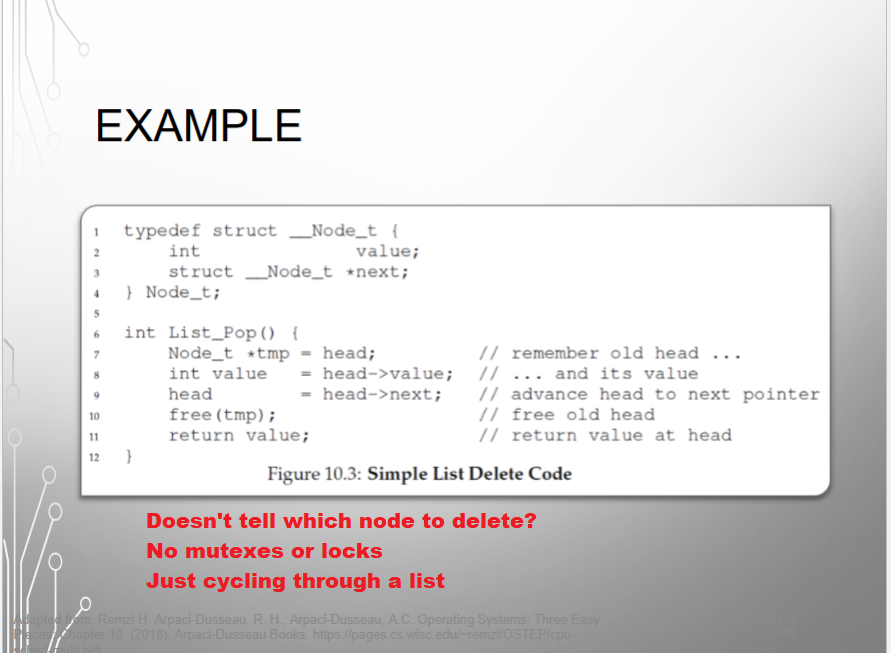 EXAMPLE
1 typedef struct __Node_t {
2 int value;
3 struct __Node_t *next;
4 } Node_t;
5
6 int List_Pop() {
7 Node_t *tmp = head; // remember old head ...
8 int value = head->value; // ... and its value
9 head = head->next; // advance head to next pointer
10 free(tmp); // free old head
11 return value; // return value at head
12 }
Figure 10.3: Simple List Delete Code
Doesn't tell which node to delete?
No mutexes or locks
Just cycling through a list
Adapted from: Remzi H. Arpaci-Dusseau, R. H., Arpaci-Dusseau, A.C. Operating Systems: Three Easy
Pieces: Chapter 10. (2018). Arpaci-Dusseau Books. https://pages.cs.wisc.edu/~remzi/OSTEP/cpu-
sched-multi.pdf